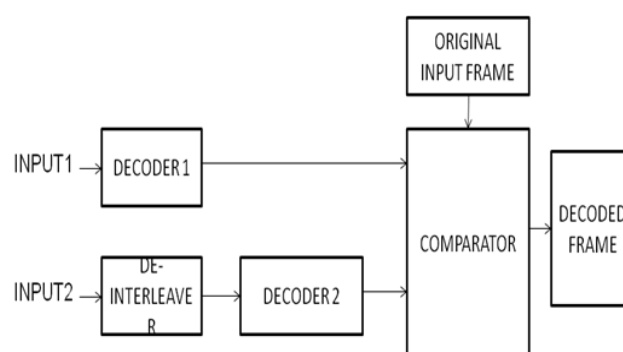 ORIGINAL
INPUT FRAME
INPUT1
DECODER 1
COMPARATOR
DECODED
FRAME
INPUT2
DE-
INTERLEAVE
R
DECODER 2